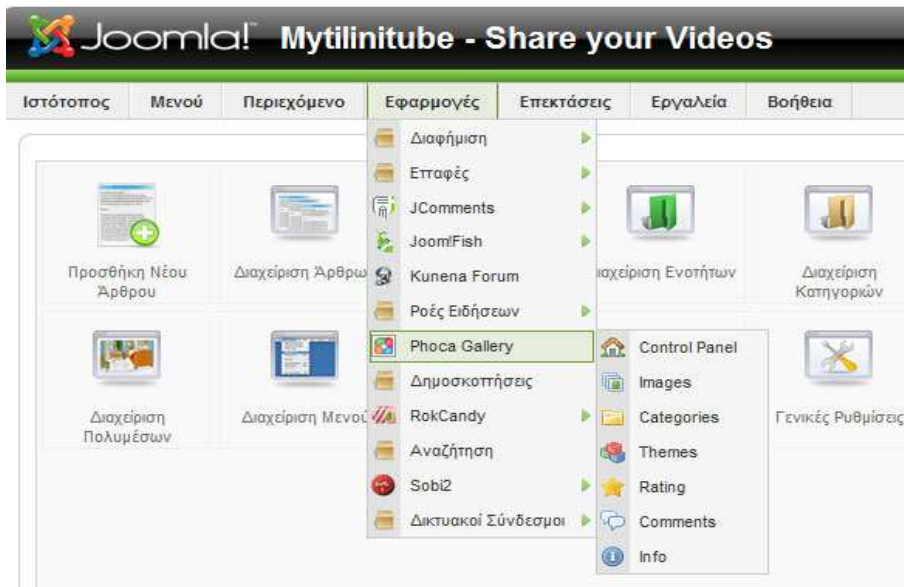 Joomla! Mytilinitube - Share your Videos
Ιστότοπος Μενού Περιεχόμενο Εφαρμογές Επεκτάσεις Εργαλεία Βοήθεια
Διαφήμιση
Επαφές
JComments
Joom!Fish
Kunena Forum
Ροές Ειδήσεων
Phoca Gallery
Δημοσκοπήσεις
RokCandy
Αναζήτηση
Sobi2
Δικτυακοί Σύνδεσμοι
Control Panel
Images
Categories
Themes
Rating
Comments
Info
Προσθήκη Νέου
Άρθρου
Διαχείριση Άρθρω
ιαχείριση Ενοτήτων
Διαχείριση
Κατηγοριών
Διαχείριση
Πολυμέσων
Διαχείριση Μενού
Γενικές Ρυθμίσεις